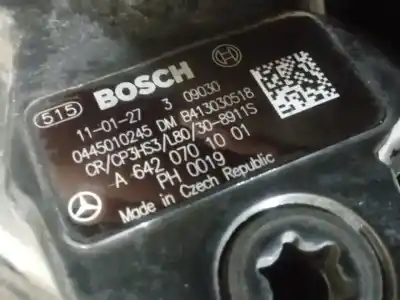 515 BOSCH
11-01-27 3 09030
0445010245 DM B413030518
CR/CP3HS3/L80/30-8911S
A 642 070 10 01
PH 0019
Made in Czech Republic